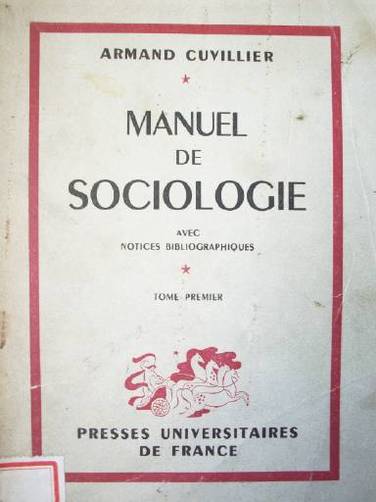 ARMAND CUVILLIER
★
MANUEL
DE
SOCIOLOGIE
AVEC
NOTICES BIBLIOGRAPHIQUES
★
TOME PREMIER
PRESSES UNIVERSITAIRES
DE FRANCE